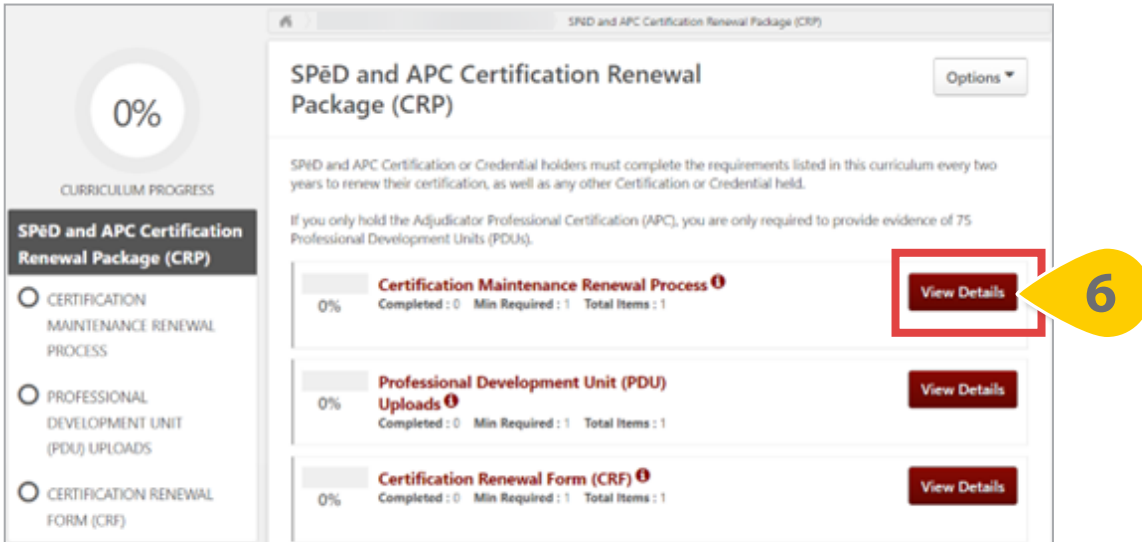 SPēD and APC Certification Renewal Package (CRP)
0%
CURRICULUM PROGRESS
SPēD and APC Certification
Renewal Package (CRP)
CERTIFICATION
MAINTENANCE RENEWAL
PROCESS
PROFESSIONAL
DEVELOPMENT UNIT
(PDU) UPLOADS
CERTIFICATION RENEWAL
FORM (CRF)
SPēD and APC Certification Renewal
Package (CRP)
Options
SPēD and APC Certification or Credential holders must complete the requirements listed in this curriculum every two
years to renew their certification, as well as any other Certification or Credential held.
If you only hold the Adjudicator Professional Certification (APC), you are only required to provide evidence of 75
Professional Development Units (PDUs).
0%
Certification Maintenance Renewal Process
Completed : 0 Min Required : 1 Total Items : 1
View Details
6
0%
Professional Development Unit (PDU)
Uploads
Completed : 0 Min Required : 1 Total Items : 1
View Details
0%
Certification Renewal Form (CRF)
Completed : 0 Min Required : 1 Total Items : 1
View Details